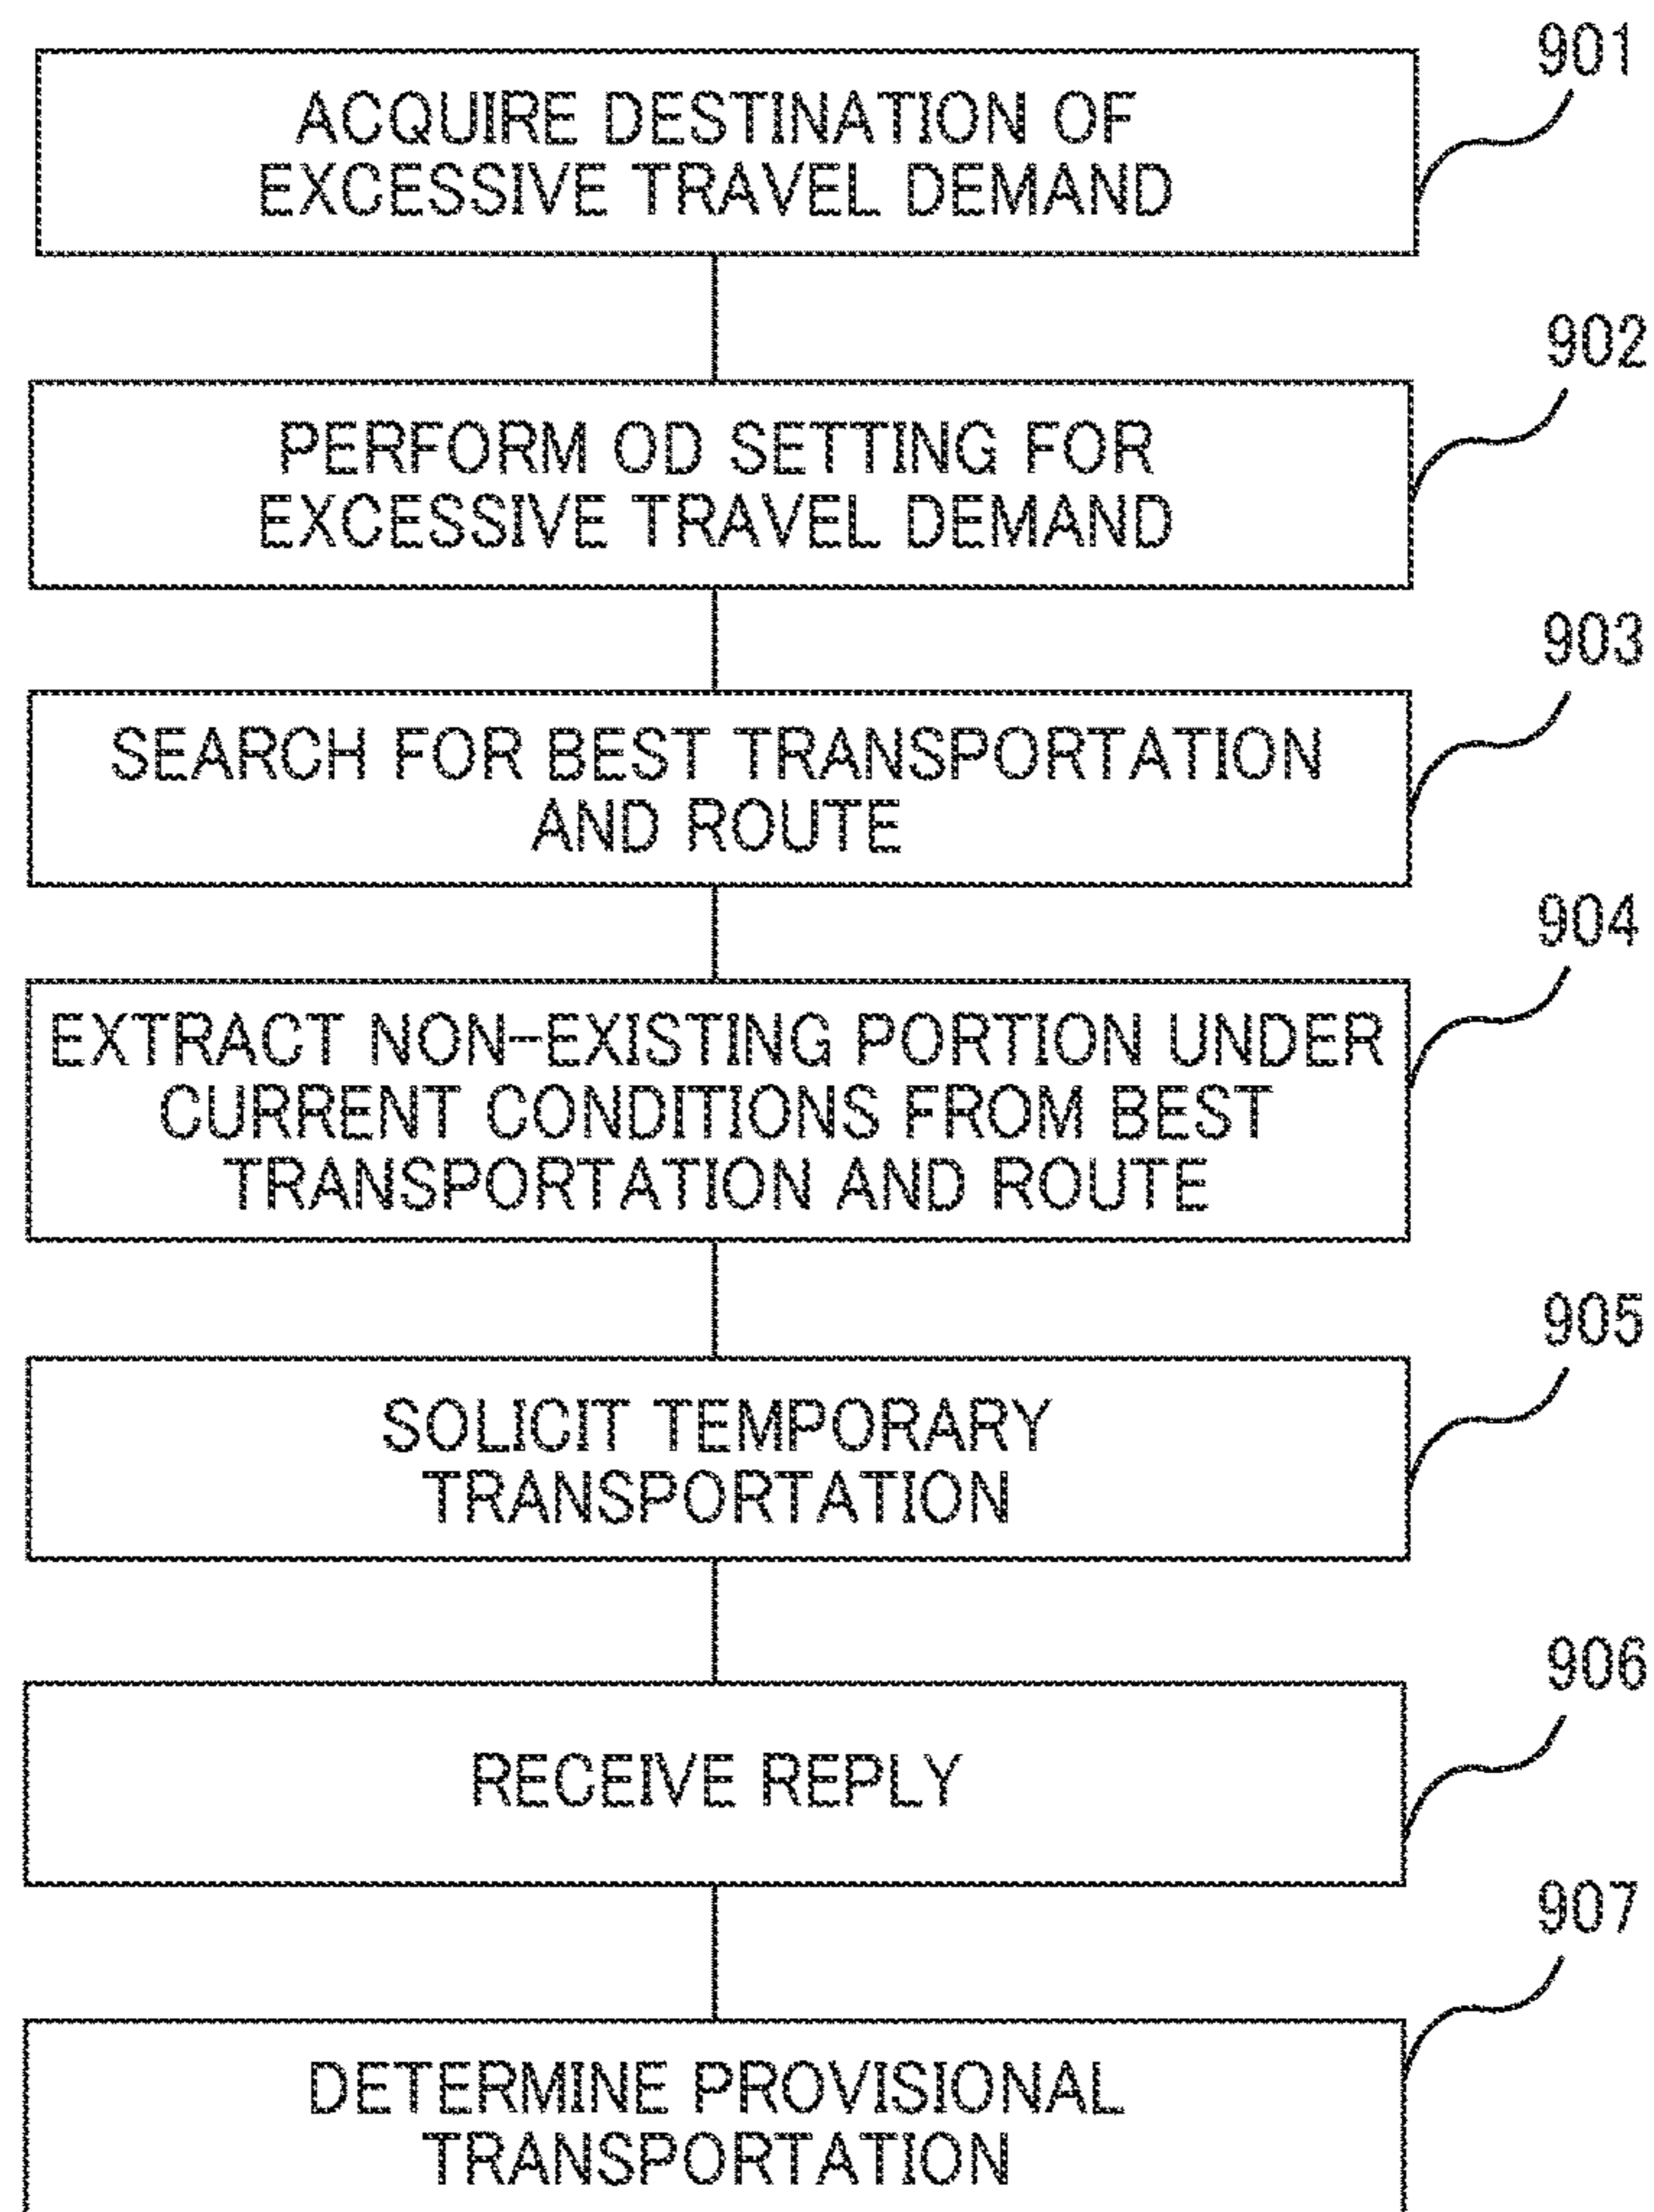 901
ACQUIRE DESTINATION OF
EXCESSIVE TRAVEL DEMAND
902
PERFORM OD SETTING FOR
EXCESSIVE TRAVEL DEMAND
903
SEARCH FOR BEST TRANSPORTATION
AND ROUTE
904
EXTRACT NON-EXISTING PORTION UNDER
CURRENT CONDITIONS FROM BEST
TRANSPORTATION AND ROUTE
905
SOLICIT TEMPORARY
TRANSPORTATION
906
RECEIVE REPLY
907
DETERMINE PROVISIONAL
TRANSPORTATION